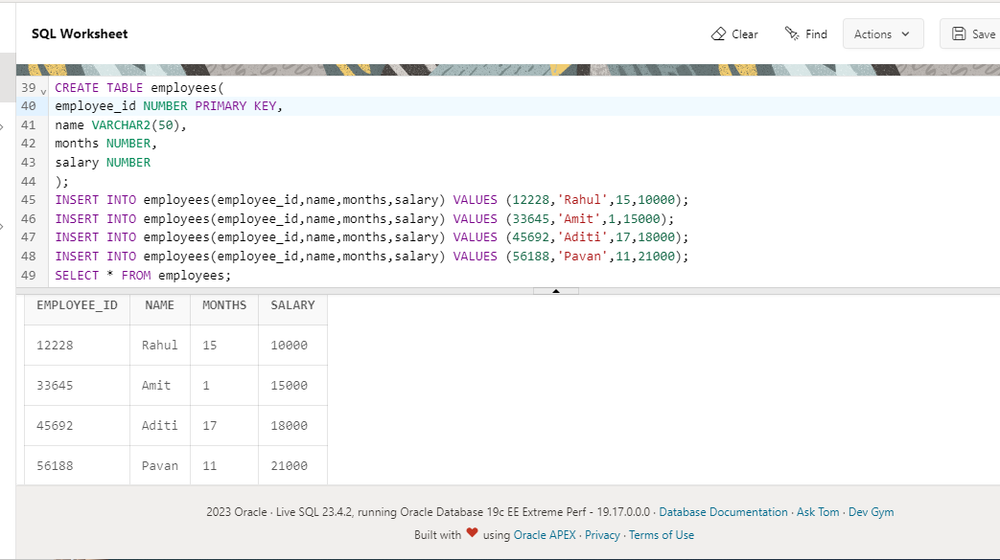 SQL Worksheet
Clear
Find
Actions
Save
39 CREATE TABLE employees(
40 employee_id NUMBER PRIMARY KEY,
41 name VARCHAR2(50),
42 months NUMBER,
43 salary NUMBER
44 );
45 INSERT INTO employees(employee_id,name,months,salary) VALUES (12228,'Rahul',15,10000);
46 INSERT INTO employees(employee_id,name,months,salary) VALUES (33645,'Amit',1,15000);
47 INSERT INTO employees(employee_id,name,months,salary) VALUES (45692,'Aditi',17,18000);
48 INSERT INTO employees(employee_id,name,months,salary) VALUES (56188,'Pavan',11,21000);
49 SELECT * FROM employees;
EMPLOYEE_ID NAME MONTHS SALARY
12228 Rahul 15 10000
33645 Amit 1 15000
45692 Aditi 17 18000
56188 Pavan 11 21000
2023 Oracle · Live SQL 23.4.2, running Oracle Database 19c EE Extreme Perf - 19.17.0.0.0 · Database Documentation · Ask Tom · Dev Gym
Built with ❤ using Oracle APEX · Privacy · Terms of Use